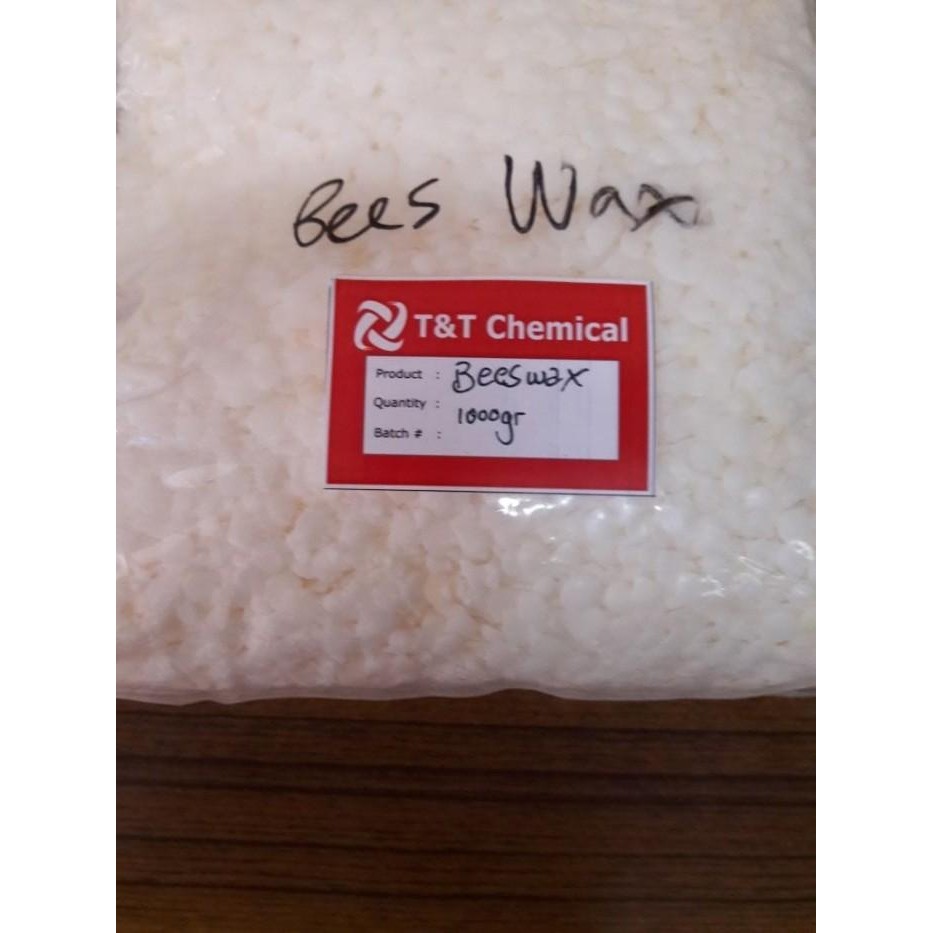 Bees Wax
T&T Chemical
Product : Beeswax
Quantity : 1000gr
Batch # :